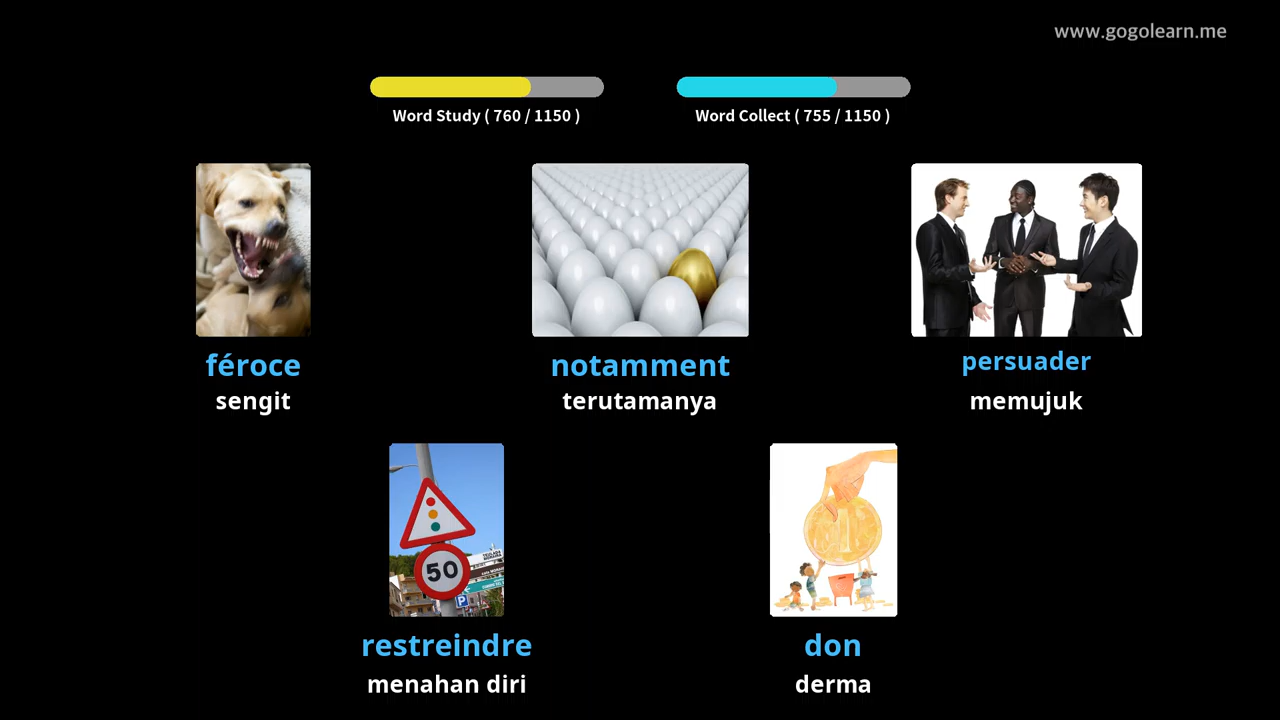 www.gogolearn.me
Word Study ( 760 / 1150 )
Word Collect ( 755 / 1150 )
féroce
notamment
persuader
sengit
terutamanya
memujuk
50
P
restreindre
don
menahan diri
derma